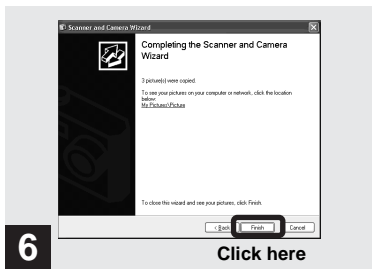 Scanner and Camera Wizard
Completing the Scanner and Camera
Wizard
3 picture(s) were copied.
To see your pictures on your computer or network, click the location
below:
My Pictures\Picture
To close this wizard and see your pictures, click Finish.
< Back
Finish
Cancel
6
Click here